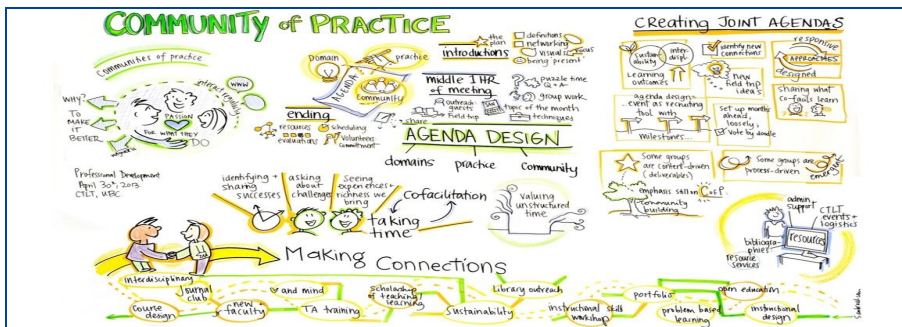 COMMUNITY of PRACTICE
Communities of practice
interact regularly
www
WHY?
TO
MAKE
IT
BETTER
PASSION
FOR WHAT THEY
DO
Domain
practice
AGENDA
Community
the
plan
introductions
definitions
networking
visual
focus
being present
middle 1 HR
of meeting
puzzle time
Q + A
group work
outreach
guests
field trip
topic of the month
techniques
share
ending
resources
scheduling
evaluations
volunteers
commitment
AGENDA DESIGN
domains
practice
community
Creating JOINT AGENDAS
sustain
ability
inter
displ
Learning
outcomes
identify new
connections
new
field trip
ideas
responsive
APPROACHES
designed
sharing what
co-facils learn
agenda design-
event as recruiting
tool with
milestones...
Set up months
ahead,
loosely;
Vote by doodle
Some groups
are content-driven
(deliverables)
Some groups are
process-driven
emergent
emphasis still on C of P
community
building
Professional Development
April 30th, 2013
CTLT, UBC
identifying +
sharing
successes
asking
about
challenges
seeing
experiences +
richness we
bring
Cofacilitation
taking
time
valuing
unstructured
time
admin
support
CTLT
events +
logistics
resources
bibliogra-
phies
resource
services
Making Connections
interdisciplinary
Course
design
Journal
club
new
faculty
and mind
TA training
scholarship
of teaching
learning
Sustainability
Library outreach
instructional skill
workshop
portfolio
problem based
learning
open education
instructional
design